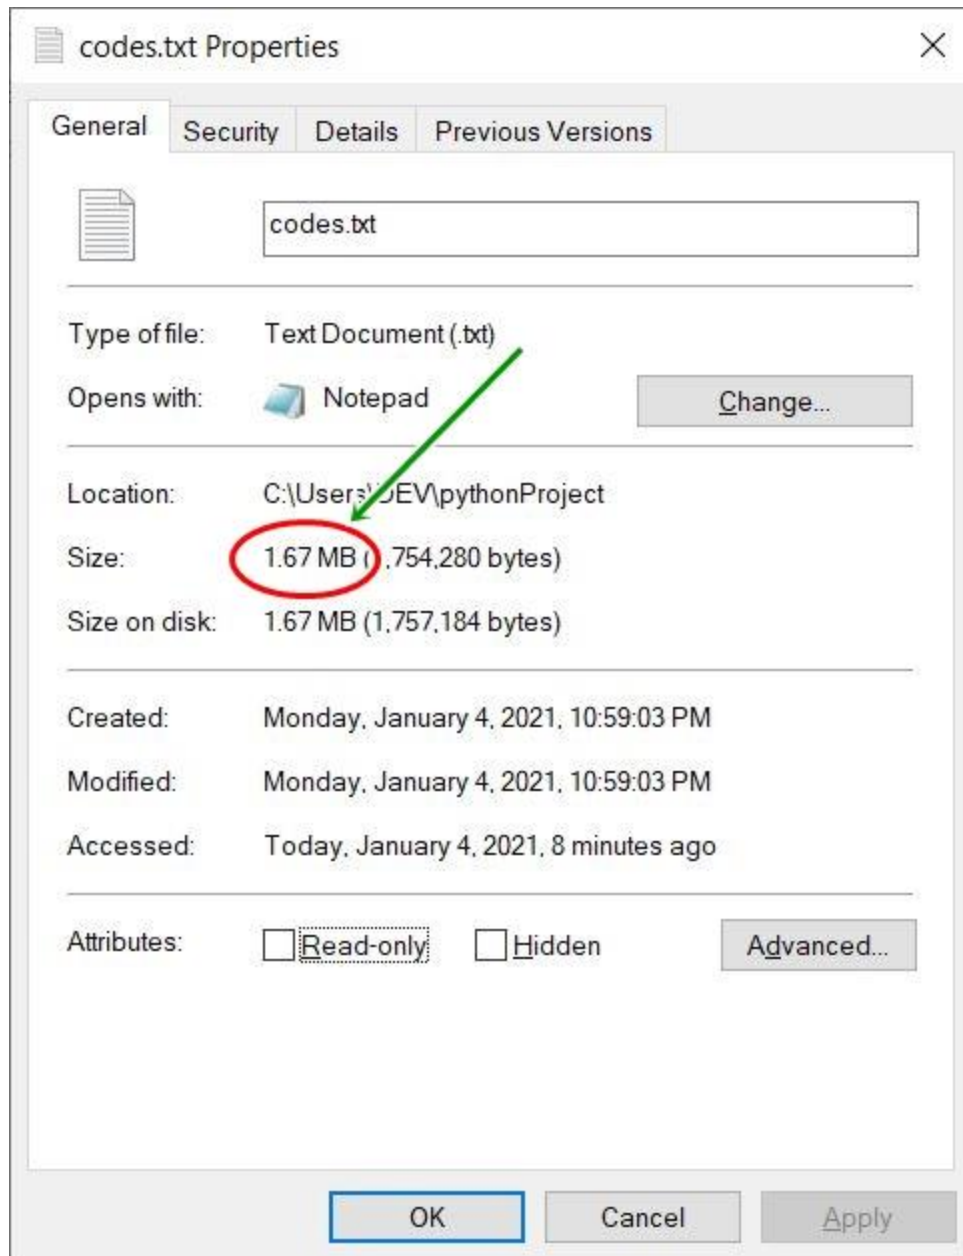 codes.txt Properties
General Security Details Previous Versions
codes.txt
Type of file: Text Document (.txt)
Opens with: Notepad Change...
Location: C:\Users\DEV\pythonProject
Size: 1.67 MB ( ,754,280 bytes)
Size on disk: 1.67 MB (1,757,184 bytes)
Created: Monday, January 4, 2021, 10:59:03 PM
Modified: Monday, January 4, 2021, 10:59:03 PM
Accessed: Today, January 4, 2021, 8 minutes ago
Attributes: Read-only Hidden Advanced...
OK Cancel Apply